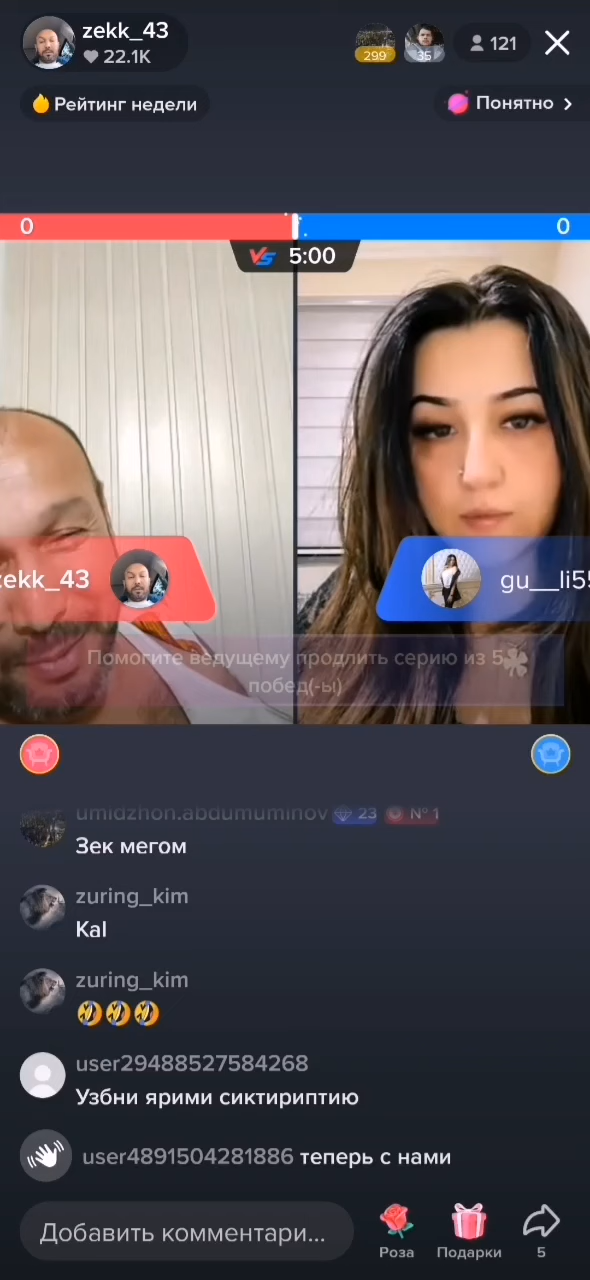 zekk_43
22.1K
299
35
121
Рейтинг недели
Понятно
0
0
VS 5:00
zekk_43
gu__li55
Помогите ведущему продлить серию из 5
побед(-ы)
umidzhon.abdumuminov 23 № 1
Зек мегом
zuring_kim
Kal
zuring_kim
user29488527584268
Узбни ярими сиктириптию
user4891504281886 теперь с нами
Добавить комментари...
Роза
Подарки
5